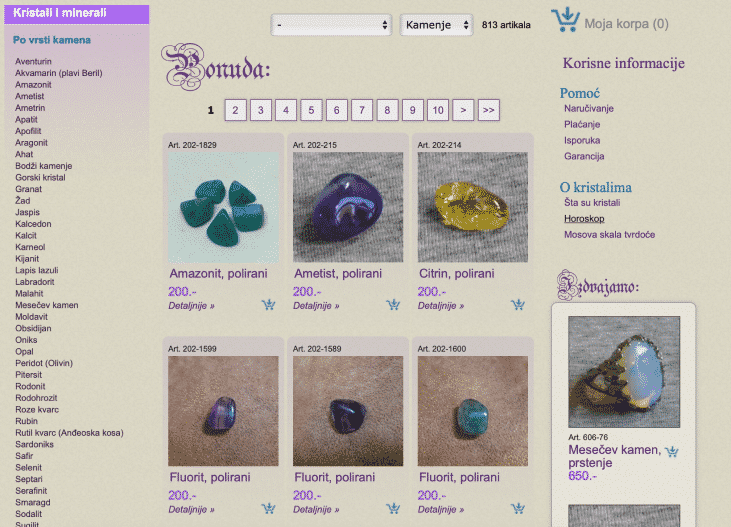 Kristali i minerali
Po vrsti kamena
Aventurin
Akvamarin (plavi Beril)
Amazonit
Ametist
Ametrin
Apatit
Apofilit
Aragonit
Ahat
Bodži kamenje
Gorski kristal
Granat
Žad
Jaspis
Kalcedon
Kalcit
Karneol
Kijanit
Lapis lazuli
Labradorit
Malahit
Mesečev kamen
Moldavit
Obsidijan
Oniks
Opal
Peridot (Olivin)
Pitersit
Rodonit
Rodohrozit
Roze kvarc
Rubin
Rutil kvarc (Anđeoska kosa)
Sardoniks
Safir
Selenit
Septari
Serafinit
Smaragd
Sodalit
Sugilit
- Kamenje 813 artikala
Ponuda:
1 2 3 4 5 6 7 8 9 10 > >>
Art. 202-1829
Amazonit, polirani
200.-
Detaljnije »
Art. 202-215
Ametist, polirani
200.-
Detaljnije »
Art. 202-214
Citrin, polirani
200.-
Detaljnije »
Art. 202-1599
Fluorit, polirani
200.-
Detaljnije »
Art. 202-1589
Fluorit, polirani
200.-
Detaljnije »
Art. 202-1600
Fluorit, polirani
200.-
Detaljnije »
Moja korpa (0)
Korisne informacije
Pomoć
Naručivanje
Plaćanje
Isporuka
Garancija
O kristalima
Šta su kristali
Horoskop
Mosova skala tvrdoće
Izdvajamo:
Art. 606-76
Mesečev kamen,
prstenje
650.-